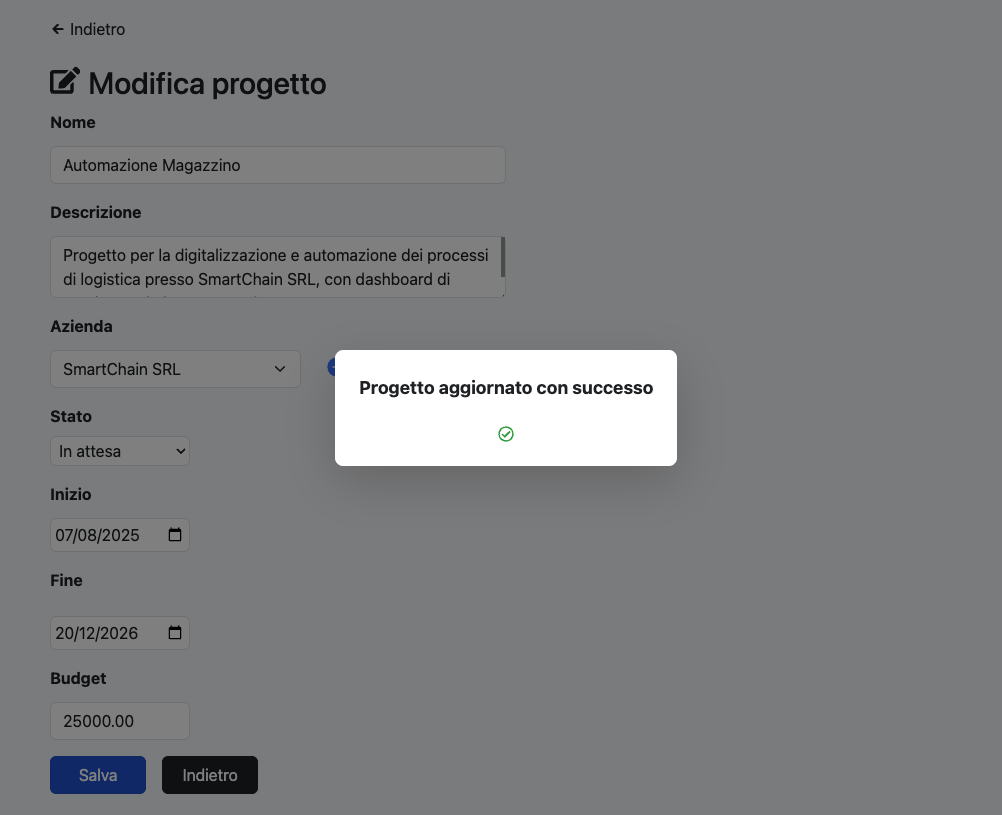 Indietro
Modifica progetto
Nome
Automazione Magazzino
Descrizione
Progetto per la digitalizzazione e automazione dei processi
di logistica presso SmartChain SRL, con dashboard di
Azienda
SmartChain SRL
Progetto aggiornato con successo
Stato
In attesa
Inizio
07/08/2025
Fine
20/12/2026
Budget
25000.00
Salva
Indietro